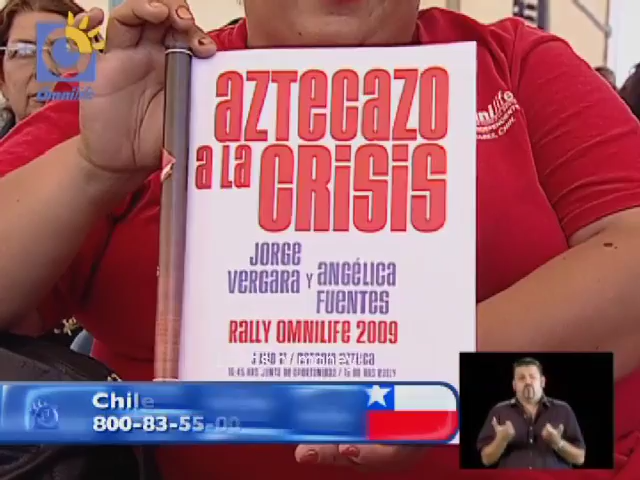 Omnilife
AZTECAZO
A LA CRISIS
JORGE
VERGARA Y ANGÉLICA
FUENTES
RALLY OMNILIFE 2009
Chile
800-83-55-00